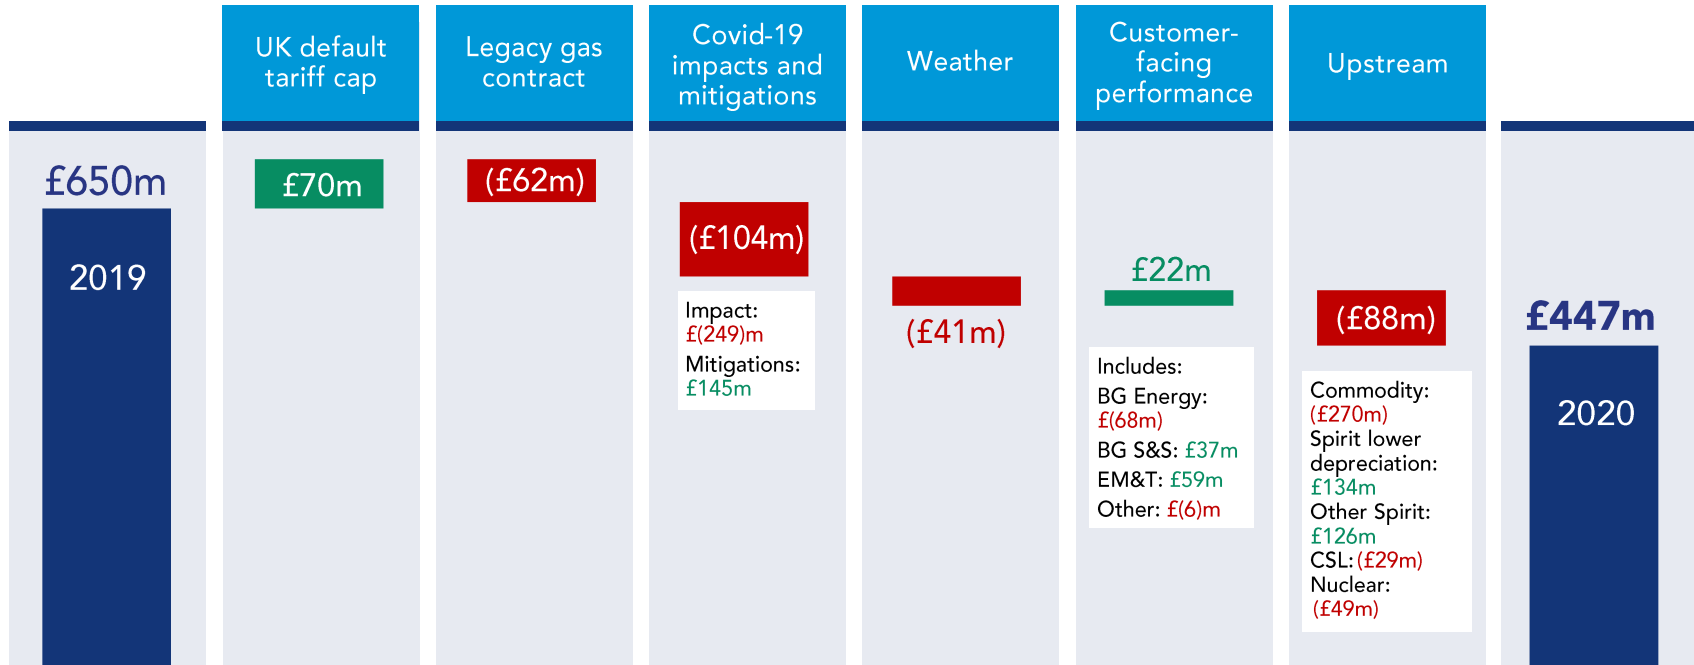 UK default
tariff cap
Legacy gas
contract
Covid-19
impacts and
mitigations
Weather
Customer-
facing
performance
Upstream
£650m
2019
£70m
(£62m)
(£104m)
Impact:
£(249)m
Mitigations:
£145m
(£41m)
£22m
Includes:
BG Energy:
£(68m)
BG S&S: £37m
EM&T: £59m
Other: £(6)m
(£88m)
Commodity:
(£270m)
Spirit lower
depreciation:
£134m
Other Spirit:
£126m
CSL: (£29m)
Nuclear:
(£49m)
£447m
2020